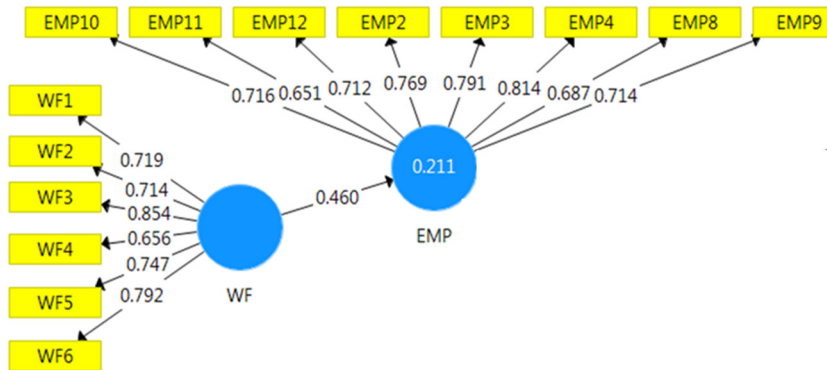 EMP10 EMP11 EMP12 EMP2 EMP3 EMP4 EMP8 EMP9
0.716 0.651 0.712 0.769 0.791 0.814 0.687 0.714
WF1
WF2
WF3
WF4
WF5
WF6
0.719
0.714
0.854
0.656
0.747
0.792
WF
0.460
0.211
EMP